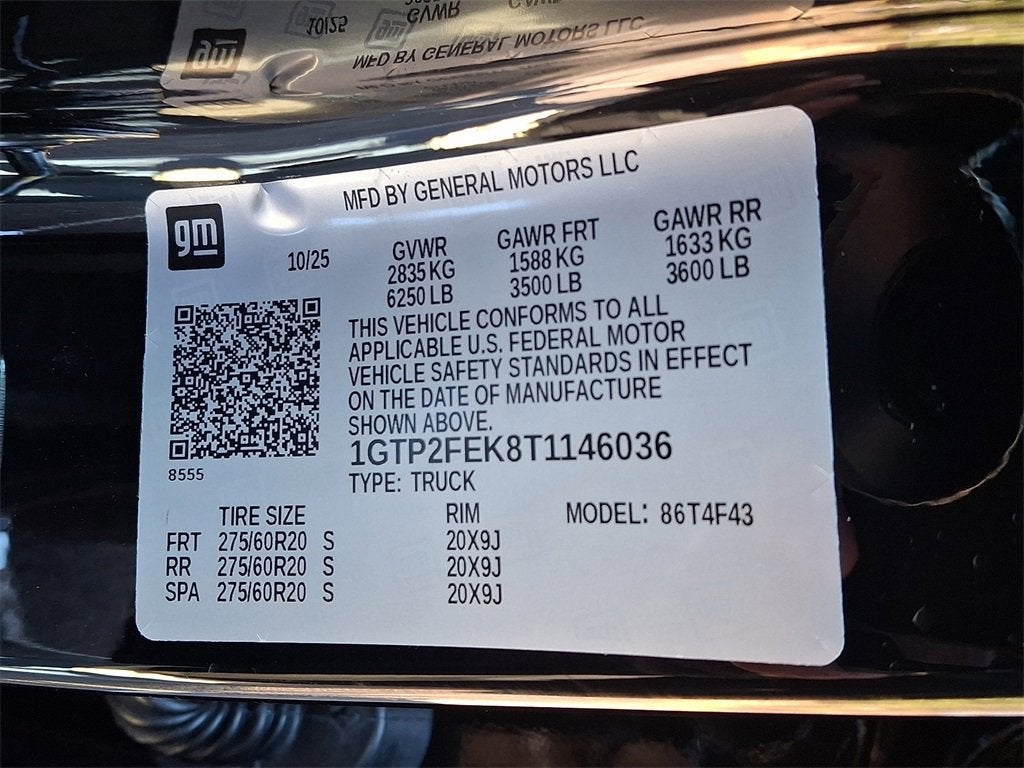 MFD BY GENERAL MOTORS LLC
gm
10/25
GVWR
2835 KG
6250 LB
GAWR FRT
1588 KG
3500 LB
GAWR RR
1633 KG
3600 LB
THIS VEHICLE CONFORMS TO ALL
APPLICABLE U.S. FEDERAL MOTOR
VEHICLE SAFETY STANDARDS IN EFFECT
ON THE DATE OF MANUFACTURE
SHOWN ABOVE.
1GTP2FEK8T1146036
8555
TYPE: TRUCK
TIRE SIZE RIM MODEL: 86T4F43
FRT 275/60R20 S 20X9J
RR 275/60R20 S 20X9J
SPA 275/60R20 S 20X9J